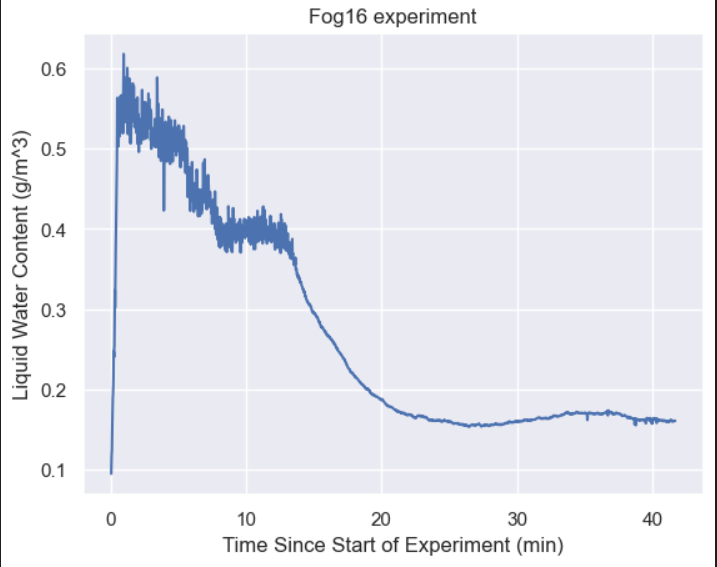 Fog16 experiment
Liquid Water Content (g/m^3)
0.6
0.5
0.4
0.3
0.2
0.1
0 10 20 30 40
Time Since Start of Experiment (min)